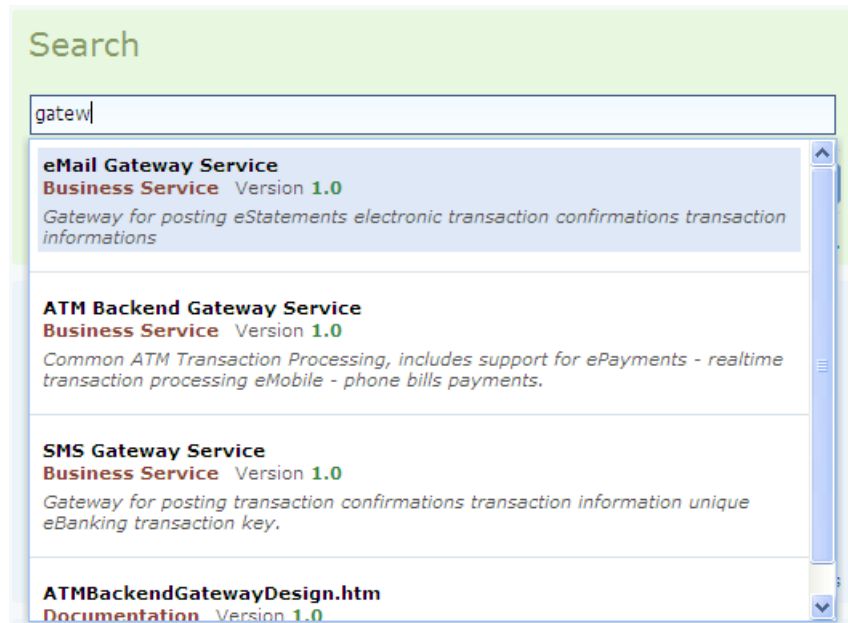 Search
gatew
eMail Gateway Service
Business Service Version 1.0
Gateway for posting eStatements electronic transaction confirmations transaction
informations
ATM Backend Gateway Service
Business Service Version 1.0
Common ATM Transaction Processing, includes support for ePayments - realtime
transaction processing eMobile - phone bills payments.
SMS Gateway Service
Business Service Version 1.0
Gateway for posting transaction confirmations transaction information unique
eBanking transaction key.
ATMBackendGatewayDesign.htm
Documentation Version 1.0